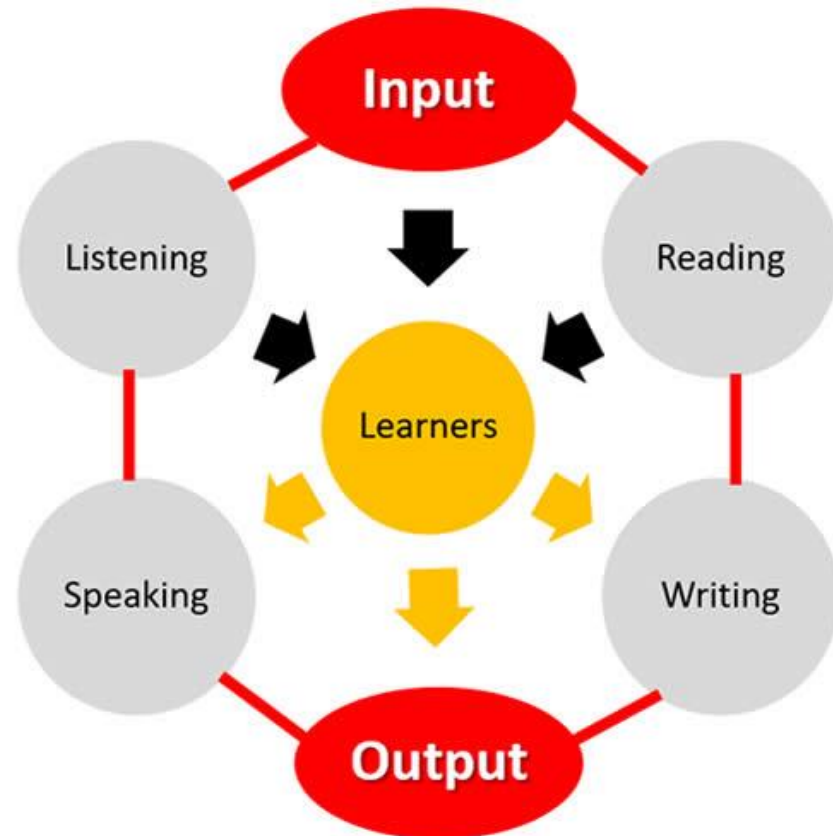 Input
Listening
Reading
Learners
Speaking
Writing
Output